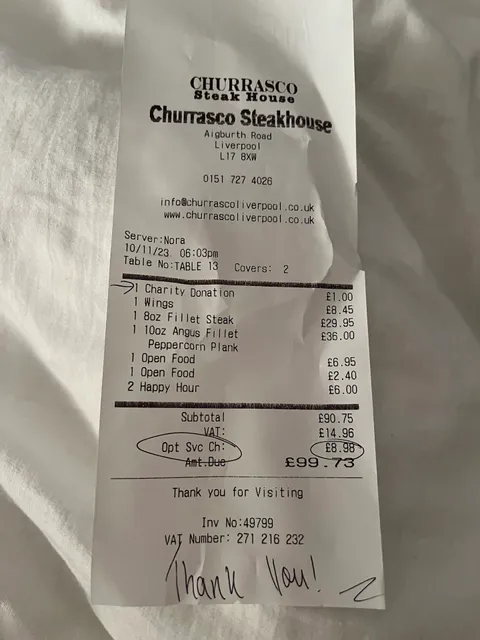 CHURRASCO
Steak House
Churrasco Steakhouse
Aigburth Road
Liverpool
L17 8XW
0151 727 4026
info@churrascoliverpool.co.uk
www.churrascoliverpool.co.uk
Server:Nora
10/11/23 06:03pm
Table No:TABLE 13 Covers: 2
1 Charity Donation £1.00
1 Wings £8.45
1 8oz Fillet Steak £29.95
1 10oz Angus Fillet £36.00
Peppercorn Plank
1 Open Food £6.95
1 Open Food £2.40
2 Happy Hour £6.00
Subtotal £90.75
VAT: £14.96
Opt Svc Ch: £8.98
Amt.Due £99.73
Thank you for Visiting
Inv No:49799
VAT Number: 271 216 232
Thank You!